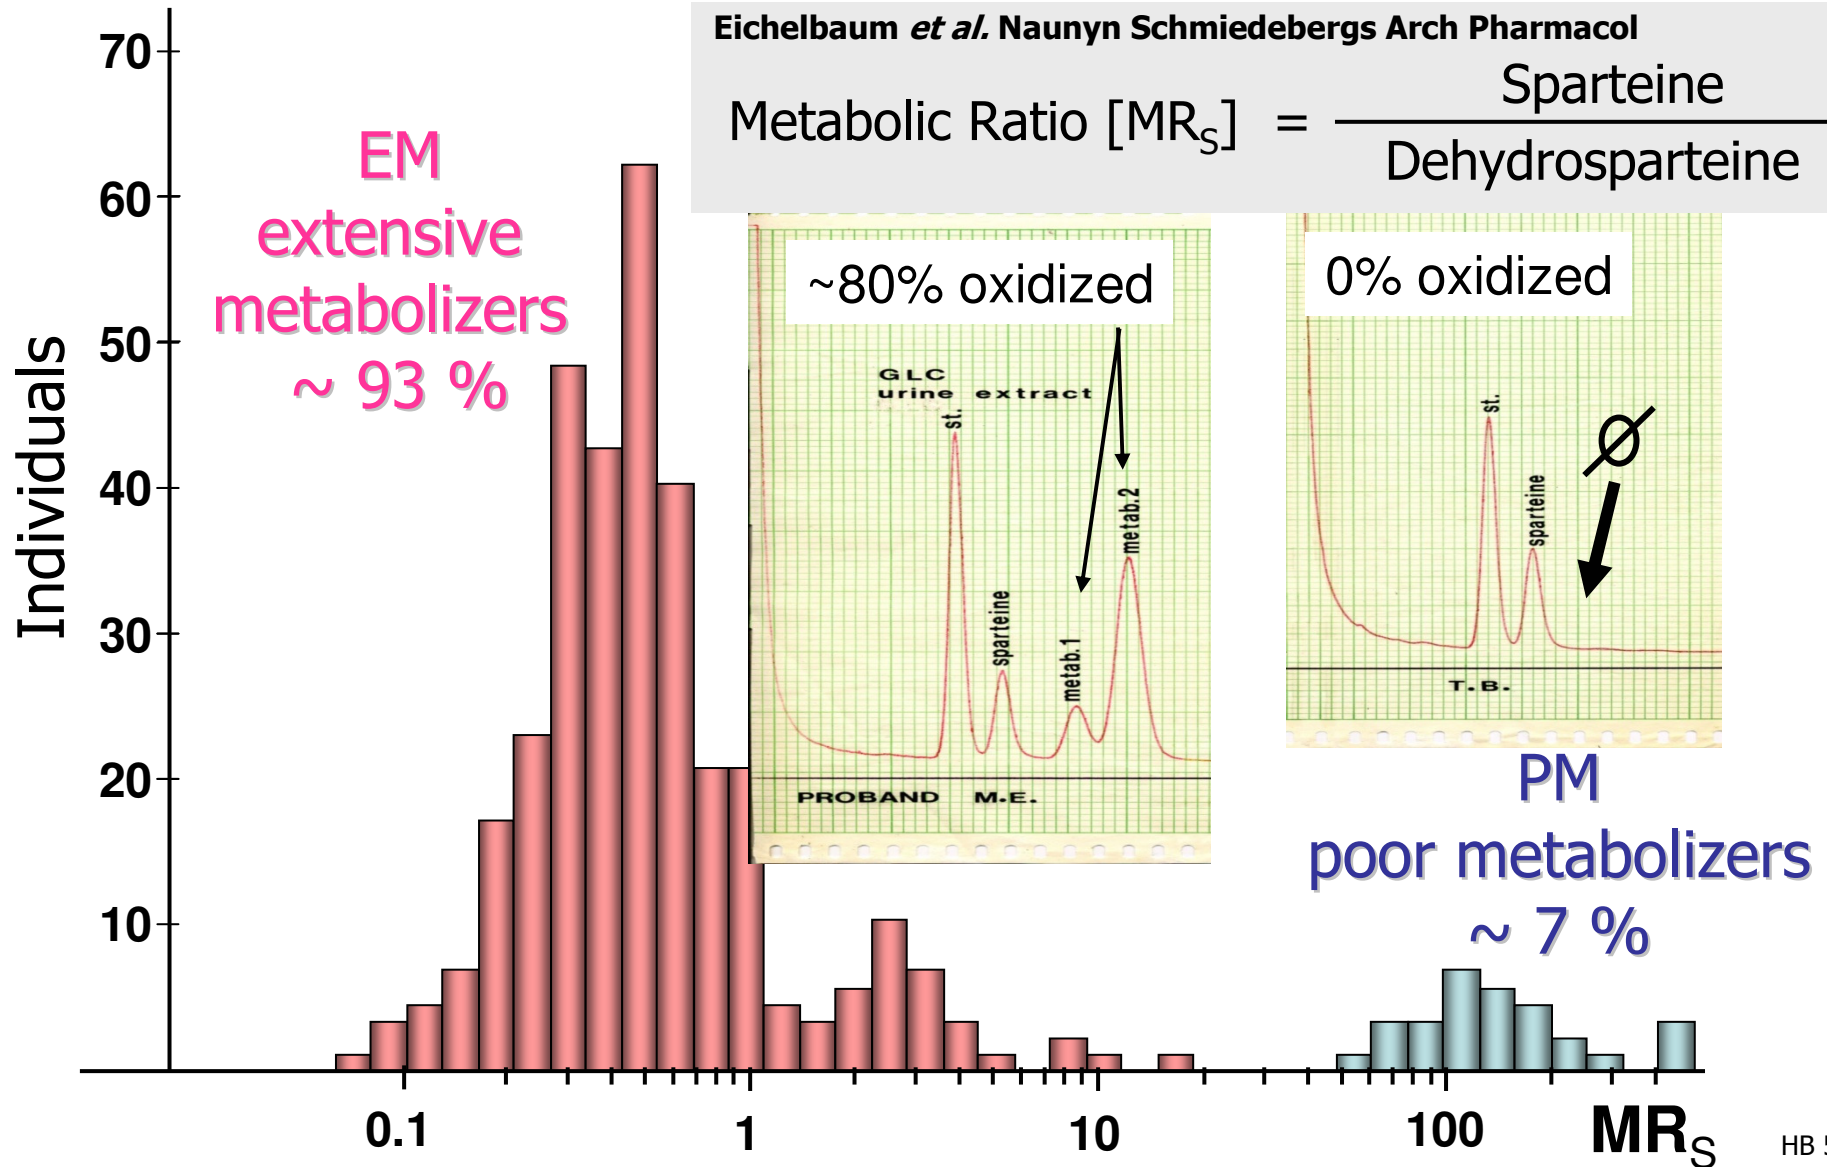 Eichelbaum et al. Naunyn Schmiedebergs Arch Pharmacol
Metabolic Ratio [MRS] = Sparteine
Dehydrosparteine
EM
extensive
metabolizers
~ 93 %
~80% oxidized
GLC
urine extract
st.
sparteine
metab.1
metab.2
PROBAND M.E.
0% oxidized
st.
sparteine
Ø
T.B.
PM
poor metabolizers
~ 7 %
Individuals
70
60
50
40
30
20
10
0.1
1
10
100
MRS
HB 5